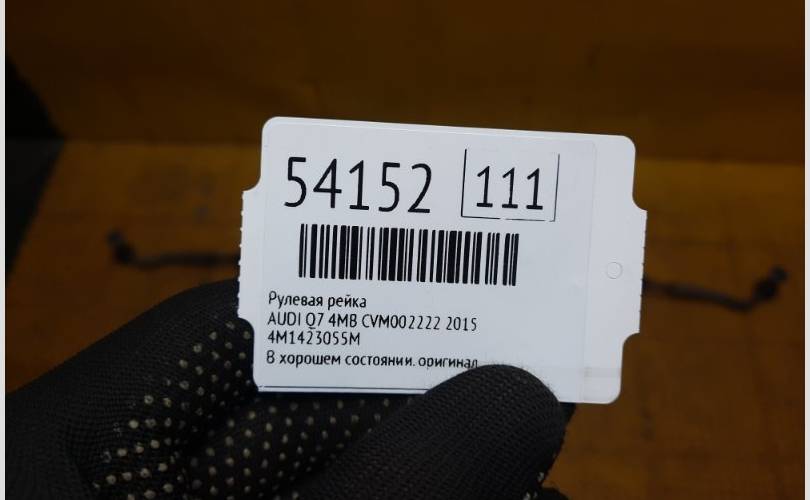 54152 111
Рулевая рейка
AUDI Q7 4MB CVM002222 2015
4M1423055M
В хорошем состоянии. оригинал